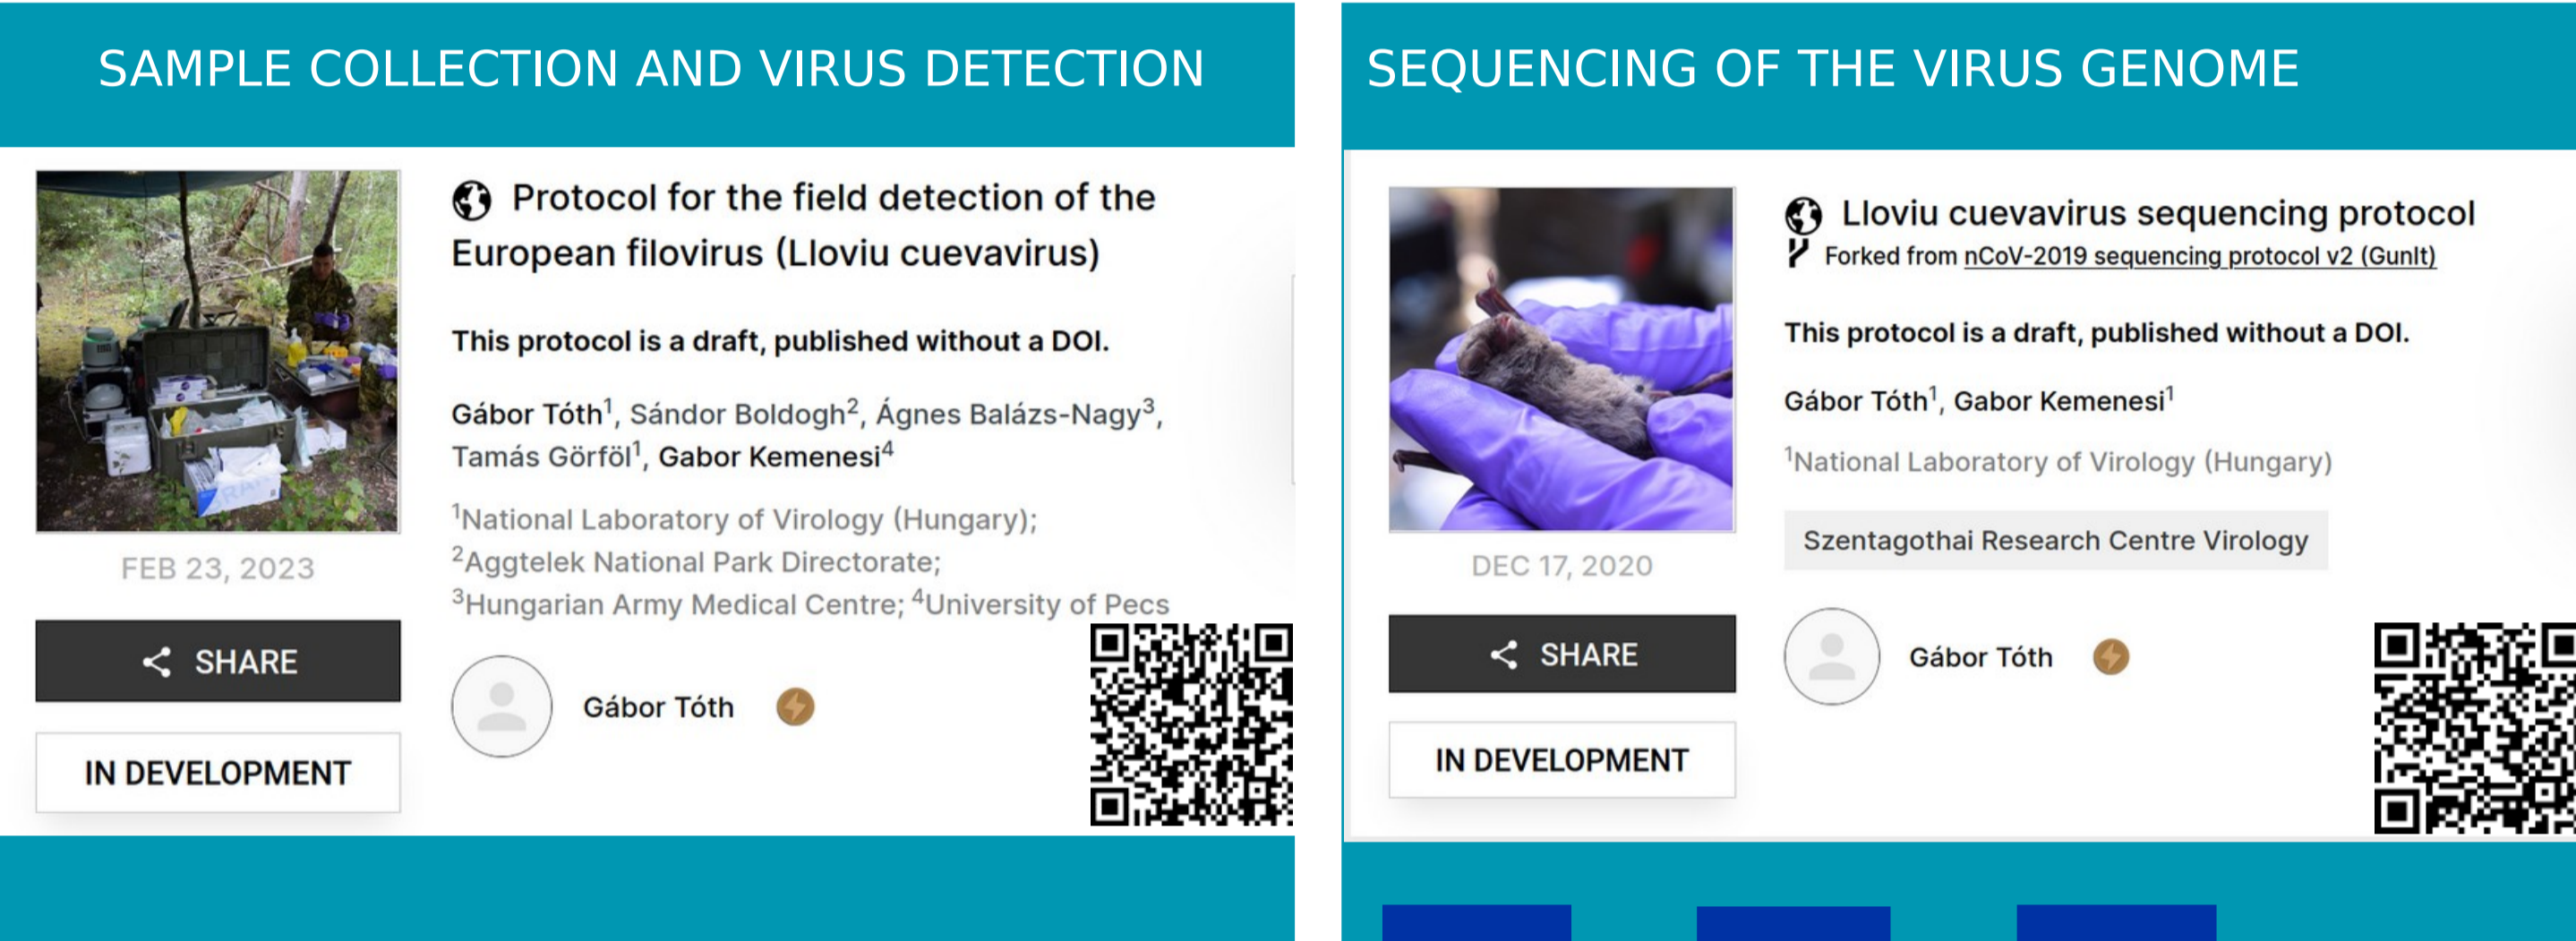 SAMPLE COLLECTION AND VIRUS DETECTION
Protocol for the field detection of the
European filovirus (Lloviu cuevavirus)
This protocol is a draft, published without a DOI.
Gábor Tóth1, Sándor Boldogh2, Ágnes Balázs-Nagy3,
Tamás Görföl1, Gabor Kemenesi4
1National Laboratory of Virology (Hungary);
2Aggtelek National Park Directorate;
3Hungarian Army Medical Centre; 4University of Pecs
FEB 23, 2023
SHARE
IN DEVELOPMENT
Gábor Tóth
SEQUENCING OF THE VIRUS GENOME
Lloviu cuevavirus sequencing protocol
Forked from nCoV-2019 sequencing protocol v2 (GunIt)
This protocol is a draft, published without a DOI.
Gábor Tóth1, Gabor Kemenesi1
1National Laboratory of Virology (Hungary)
Szentagothai Research Centre Virology
DEC 17, 2020
SHARE
IN DEVELOPMENT
Gábor Tóth